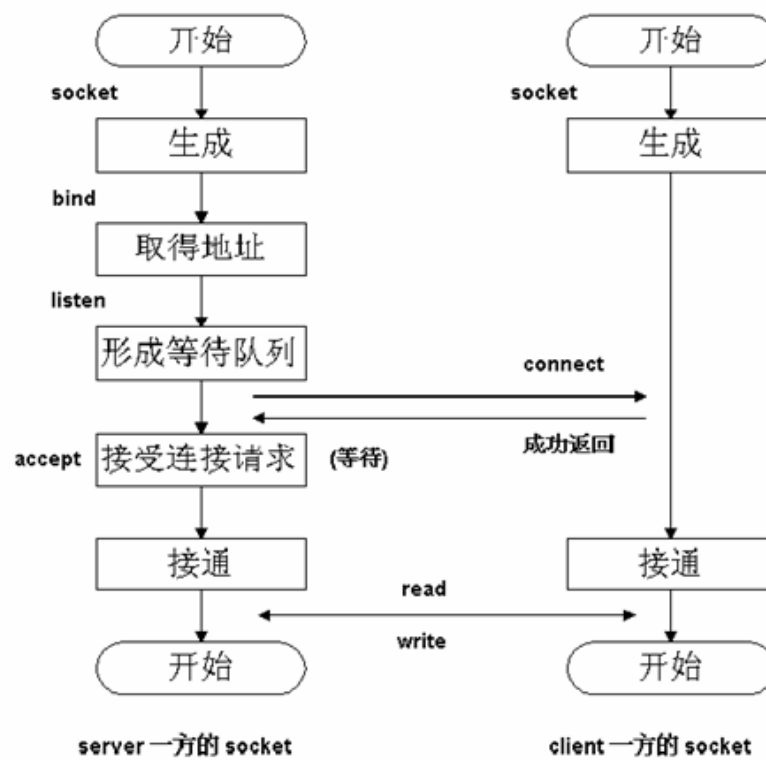 开始
开始
socket
socket
生成
生成
bind
取得地址
listen
形成等待队列
connect
成功返回
accept
接受连接请求
(等待)
接通
接通
read
write
开始
开始
server 一方的 socket
client 一方的 socket